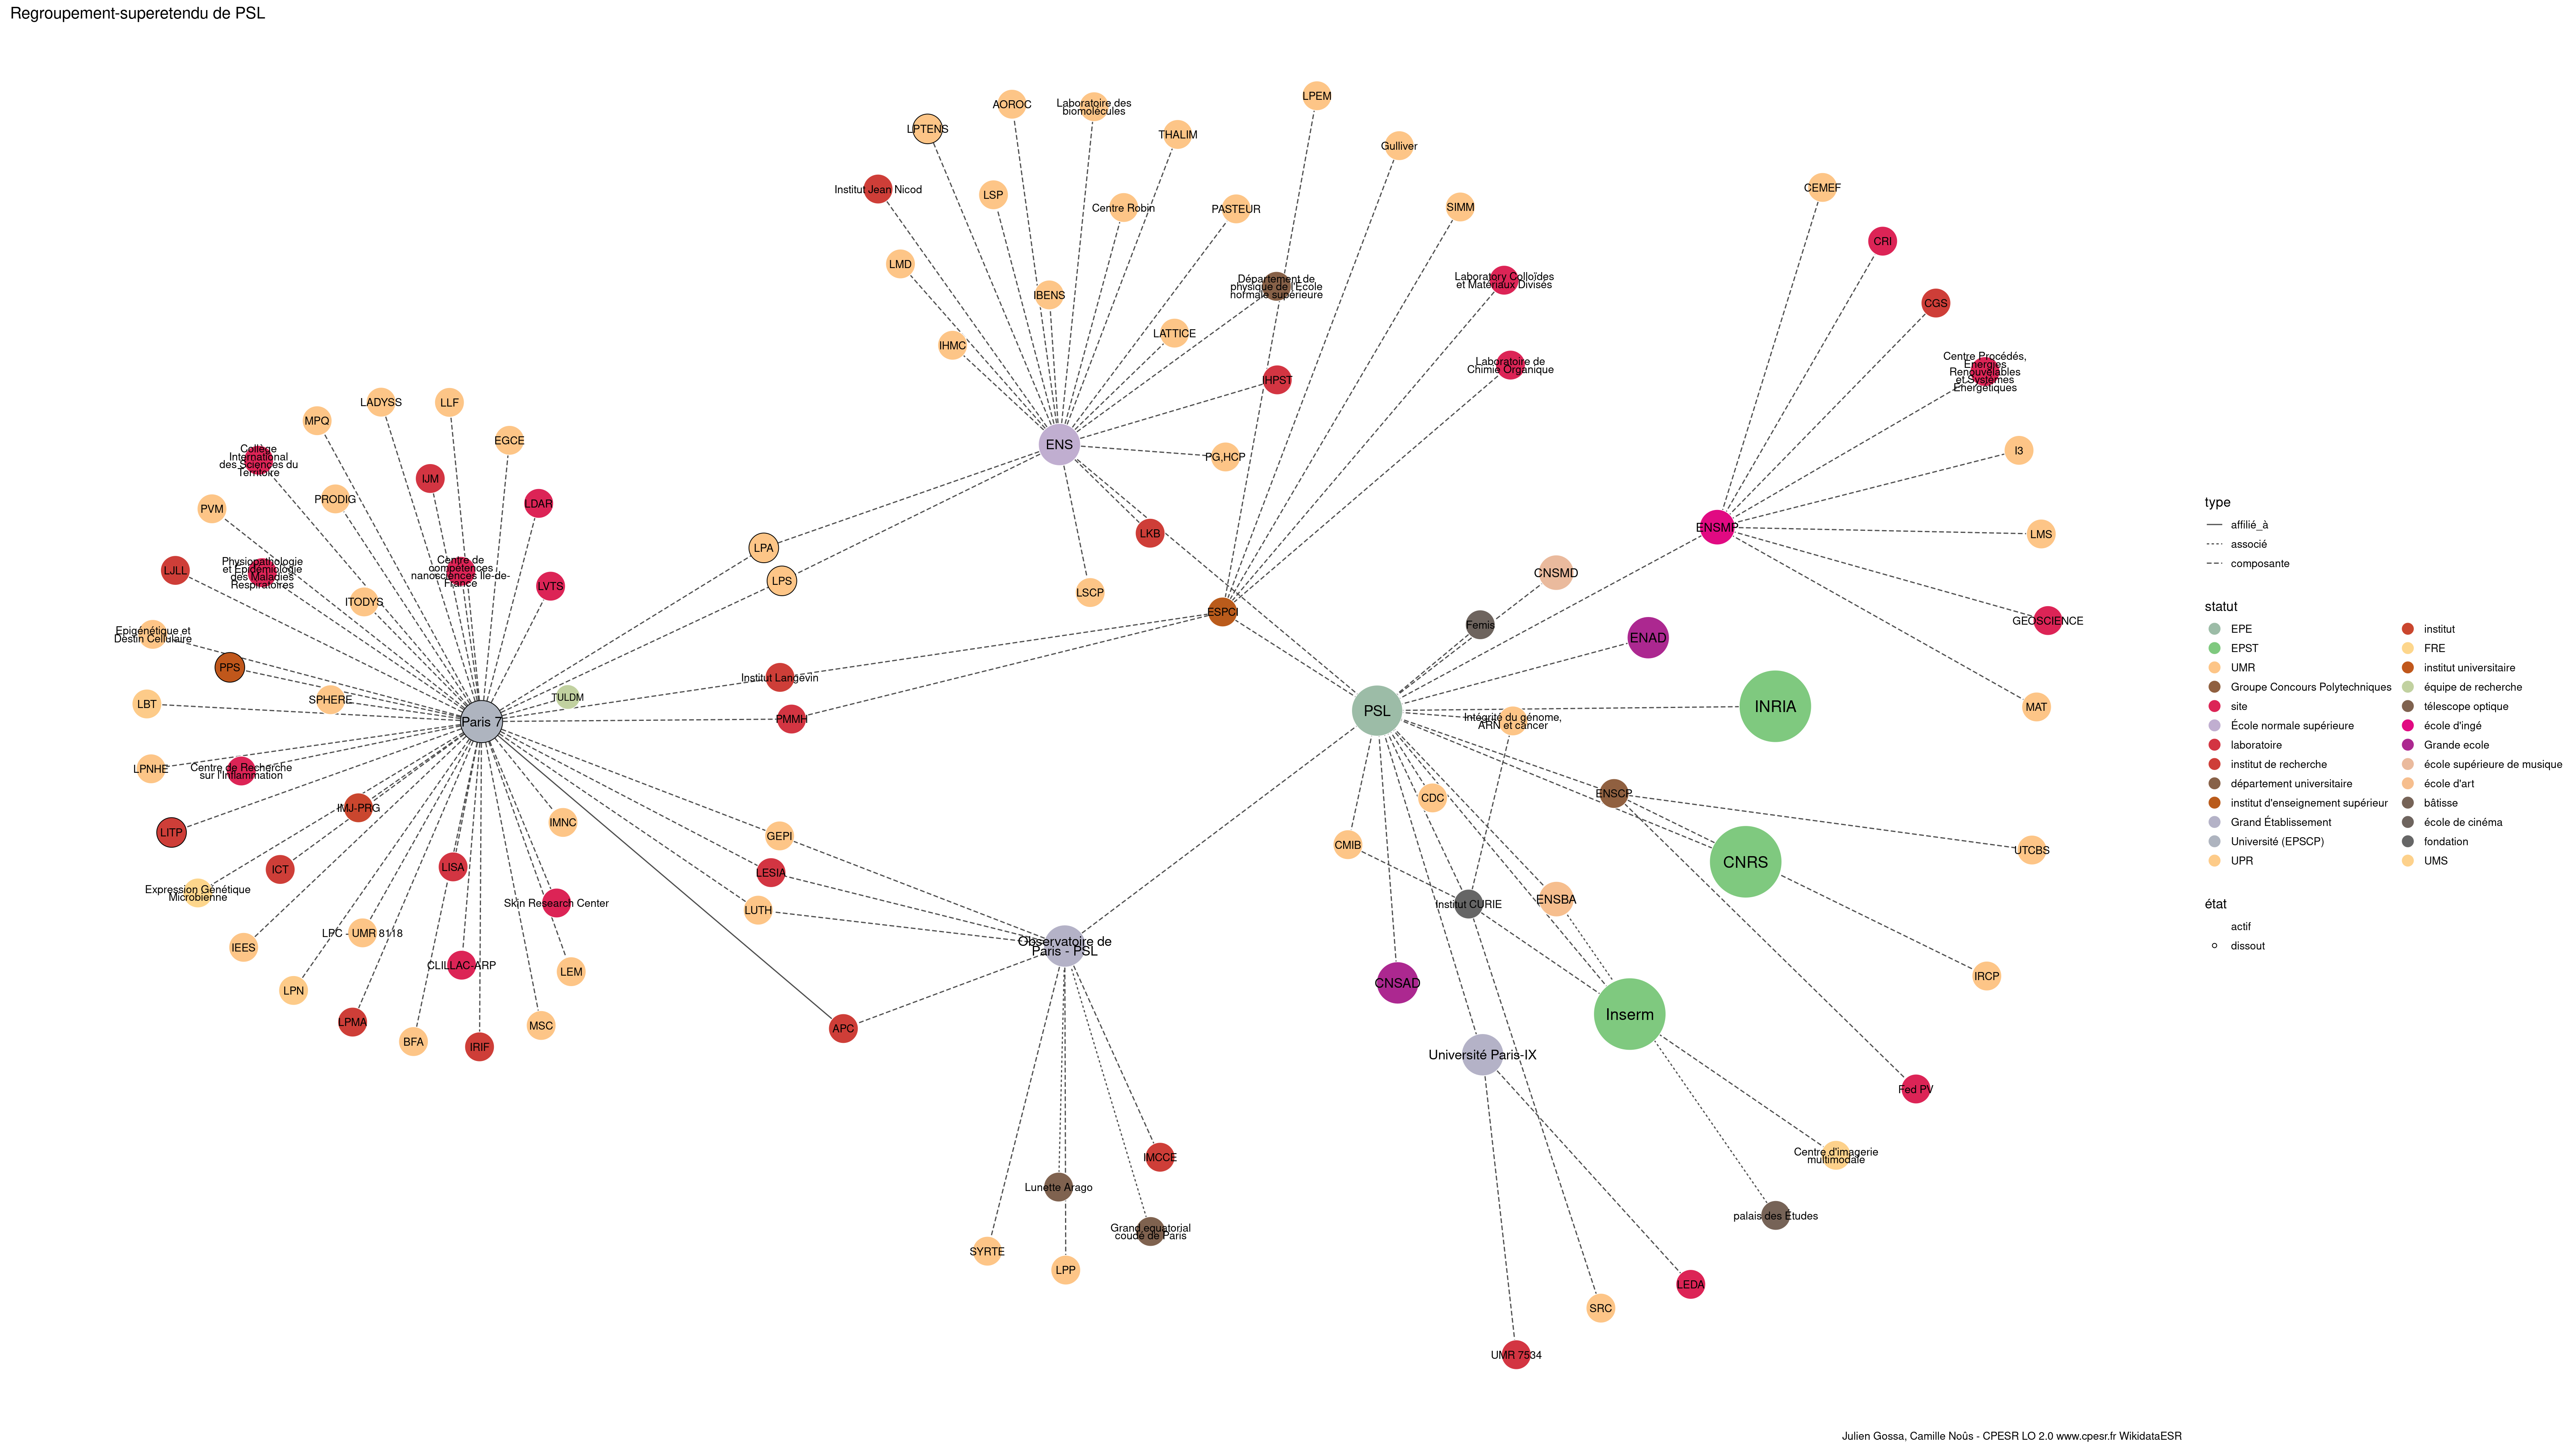 Regroupement-superetendu de PSL
LPEM
AOROC
Laboratoire des
biomolécules
LPTENS
THALIM
Gulliver
Institut Jean Nicod
CEMEF
LSP
Centre Robin
PASTEUR
SIMM
CRI
LMD
Département de
physique de l'École
normale supérieure
Laboratory Colloïdes
et Matériaux Divisés
IBENS
CGS
LATTICE
IHMC
Laboratoire de
Chimie Organique
Centre Procédés,
Énergies
Renouvelables
et Systèmes
Énergétiques
IHPST
LADYSS
LLF
MPQ
EGCE
ENS
I3
PG,HCP
Collège
International
des Sciences du
Territoire
IJM
PRODIG
LDAR
PVM
ENSMP
LKB
LMS
LPA
LJLL
Physiopathologie
et Epidémiologie
des Maladies
Respiratoires
Centre de
compétences
nanosciences Ile-de-
France
CNSMD
LPS
LVTS
LSCP
ITODYS
ESPCI
GEOSCIENCE
Femis
Epigénétique et
Destin Cellulaire
ENAD
PPS
Institut Langevin
TULDM
SPHERE
LBT
INRIA
MAT
PSL
PMMH
Paris 7
Intégrité du génome,
ARN et cancer
LPNHE
Centre de Recherche
sur l'Inflammation
ENSCP
CDC
IMJ-PRG
IMNC
LITP
GEPI
CMIB
UTCBS
CNRS
LISA
ICT
LESIA
Expression Génétique
Microbienne
ENSBA
Skin Research Center
Institut CURIE
LUTH
LPC - UMR 8118
IEES
Observatoire de
Paris - PSL
CLILLAC-ARP
LEM
IRCP
CNSAD
LPN
Inserm
LPMA
MSC
APC
BFA
IRIF
Université Paris-IX
Fed PV
Centre d'imagerie
multimodale
IMCCE
Lunette Arago
palais des Études
Grand equatorial
coudé de Paris
SYRTE
LPP
LEDA
SRC
UMR 7534
type
affilié_à
associé
composante
statut
EPE
EPST
UMR
Groupe Concours Polytechniques
site
École normale supérieure
laboratoire
institut de recherche
département universitaire
institut d'enseignement supérieur
Grand Établissement
Université (EPSCP)
UPR
institut
FRE
institut universitaire
équipe de recherche
télescope optique
école d'ingé
Grande ecole
école supérieure de musique
école d'art
bâtisse
école de cinéma
fondation
UMS
état
actif
dissout
Julien Gossa, Camille Noûs - CPESR LO 2.0 www.cpesr.fr WikidataESR